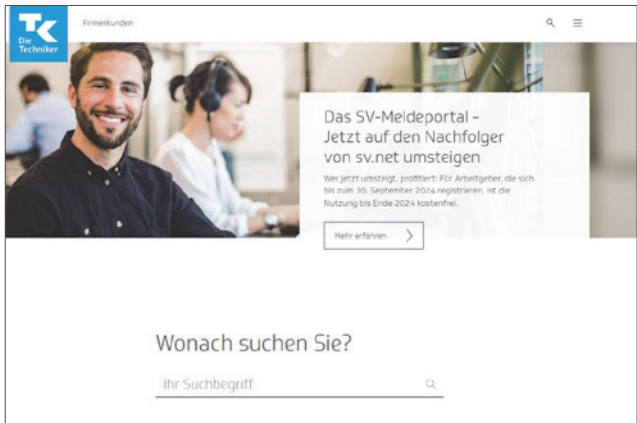 TK
Die
Techniker
Firmenkunden
Das SV-Meldeportal –
Jetzt auf den Nachfolger
von sv.net umsteigen
Wer jetzt umsteigt, profitiert: Für Arbeitgeber, die sich
bis zum 30. September 2024 registrieren, ist die
Nutzung bis Ende 2024 kostenfrei.
Mehr erfahren
Wonach suchen Sie?
Ihr Suchbegriff